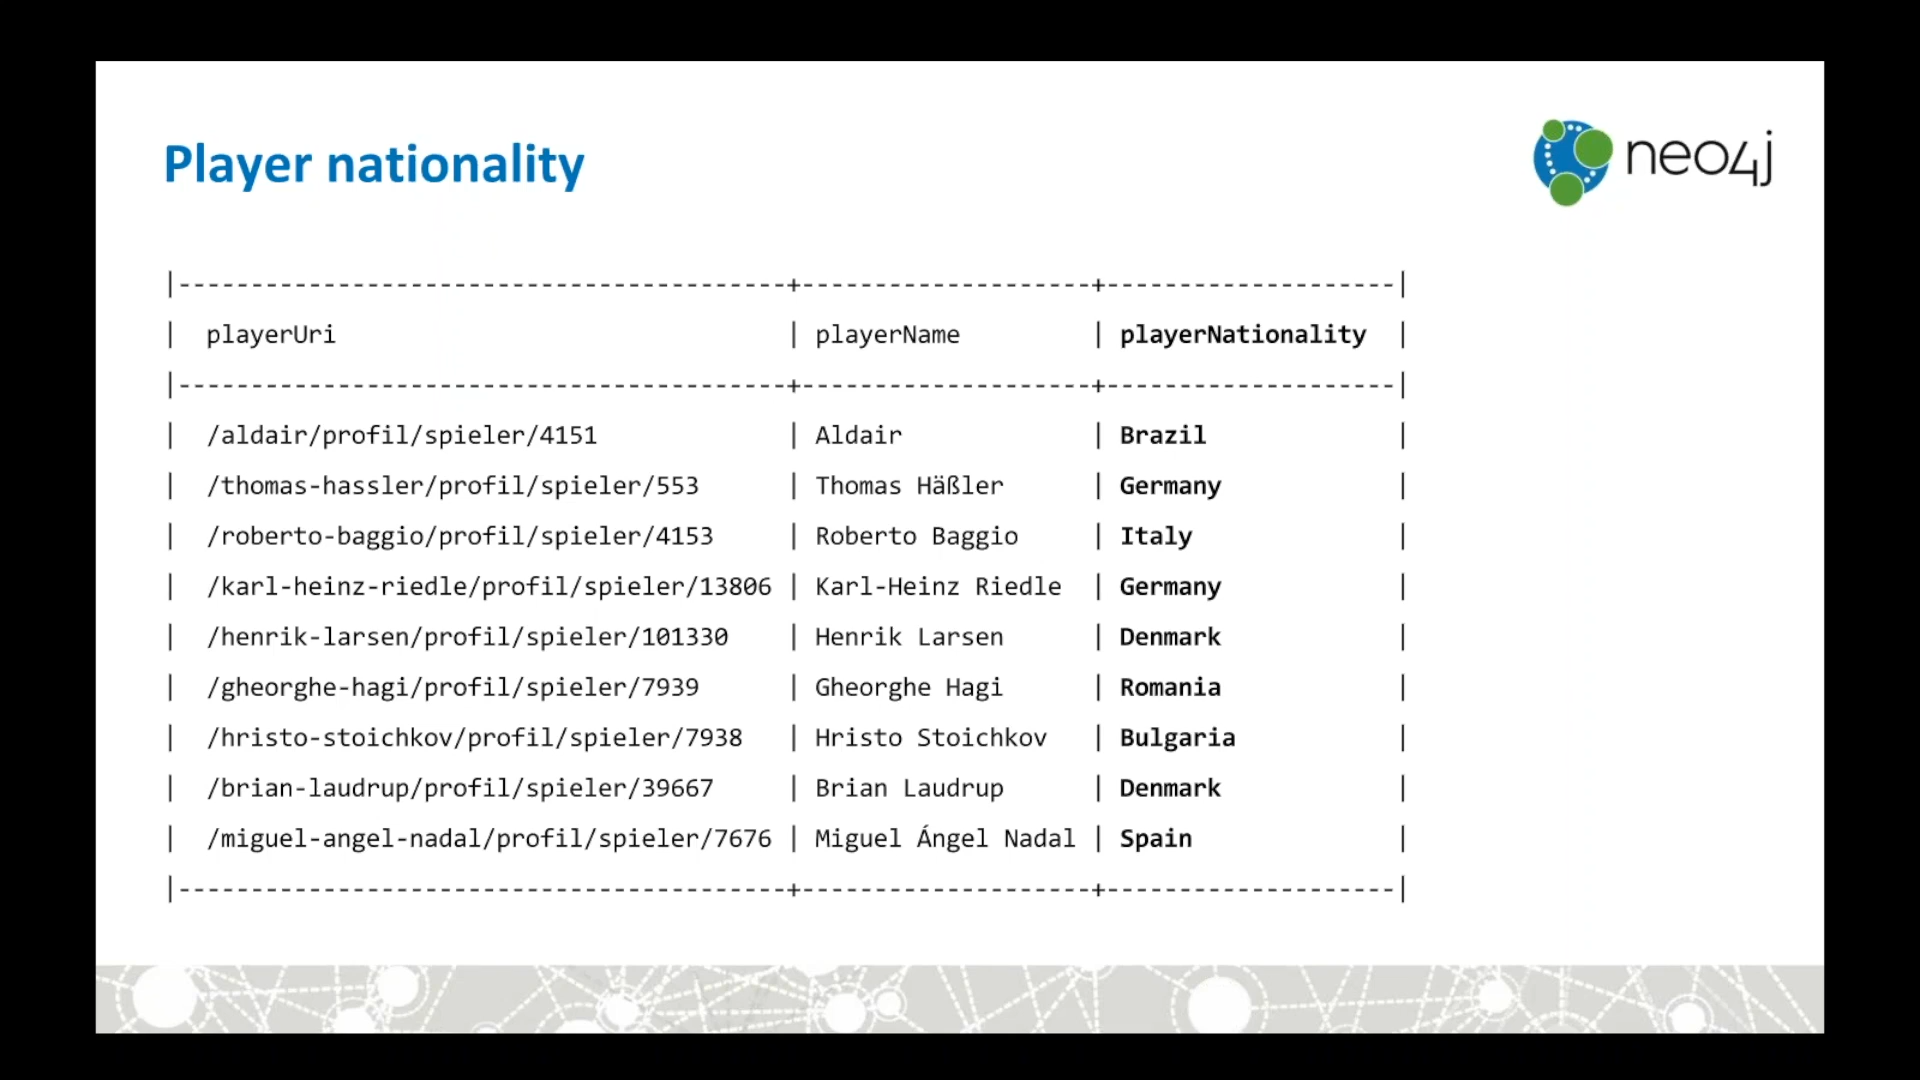 Player nationality
neo4j
|------------------------------------------+--------------------+--------------------|
| playerUri | playerName | playerNationality |
|------------------------------------------+--------------------+--------------------|
| /aldair/profil/spieler/4151 | Aldair | Brazil |
| /thomas-hassler/profil/spieler/553 | Thomas Häßler | Germany |
| /roberto-baggio/profil/spieler/4153 | Roberto Baggio | Italy |
| /karl-heinz-riedle/profil/spieler/13806 | Karl-Heinz Riedle | Germany |
| /henrik-larsen/profil/spieler/101330 | Henrik Larsen | Denmark |
| /gheorghe-hagi/profil/spieler/7939 | Gheorghe Hagi | Romania |
| /hristo-stoichkov/profil/spieler/7938 | Hristo Stoichkov | Bulgaria |
| /brian-laudrup/profil/spieler/39667 | Brian Laudrup | Denmark |
| /miguel-angel-nadal/profil/spieler/7676 | Miguel Ángel Nadal | Spain |
|------------------------------------------+--------------------+--------------------|